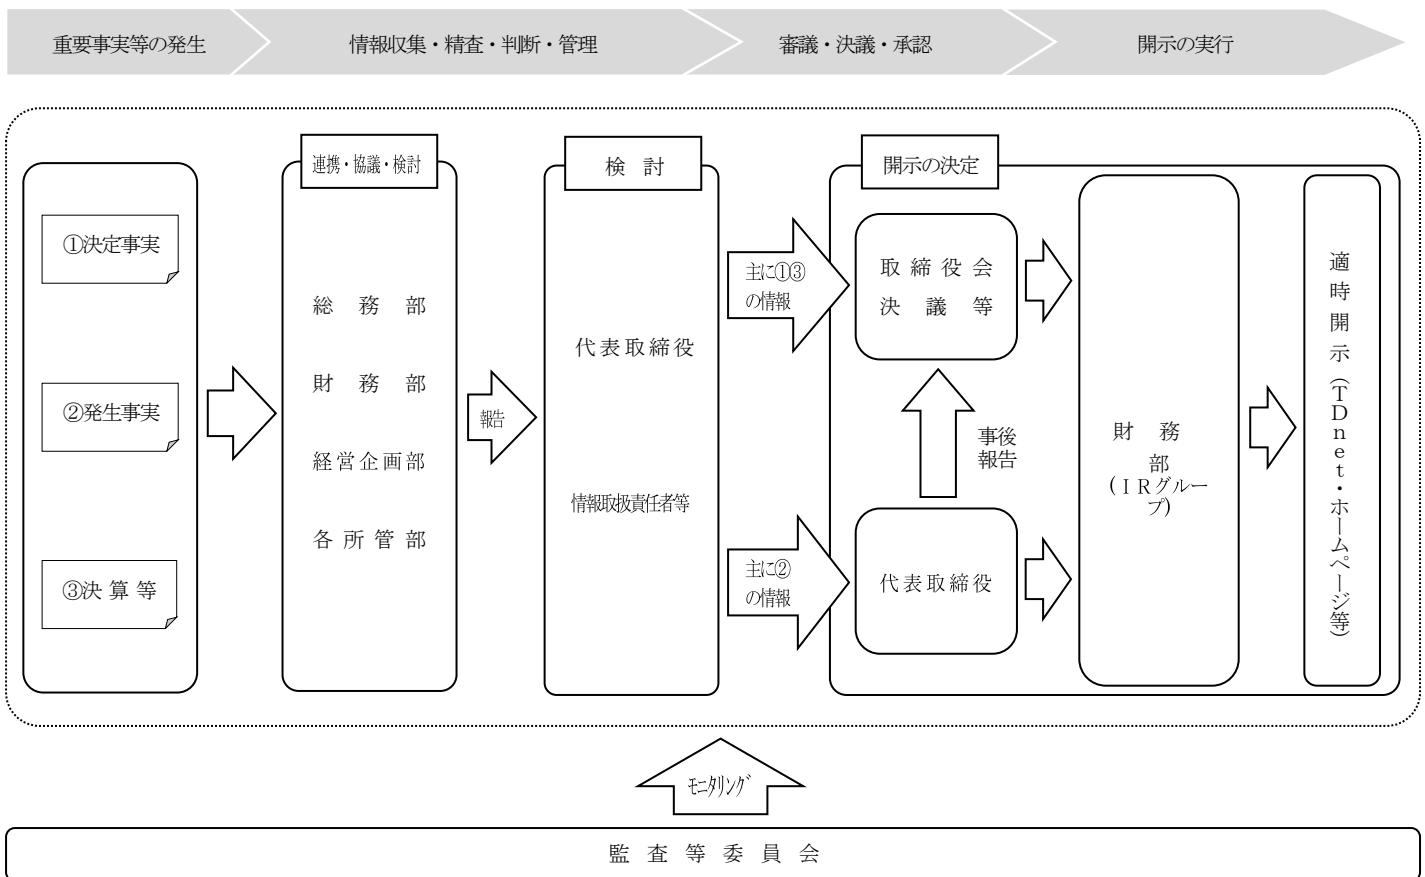 重要事実等の発生
情報収集・精査・判断・管理
審議・決議・承認
開示の実行
①決定事実
②発生事実
③決算等
連携・協議・検討
総務部
財務部
経営企画部
各所管部
報告
検討
代表取締役
情報取扱責任者等
主に①③
の情報
主に②
の情報
開示の決定
取締役会
決議等
事後
報告
代表取締役
財務
部
(ＩＲグルー
プ)
適時開示（ＴＤｎｅｔ・ホームページ等）
ﾓﾆﾀﾘﾝｸﾞ
監査等委員会